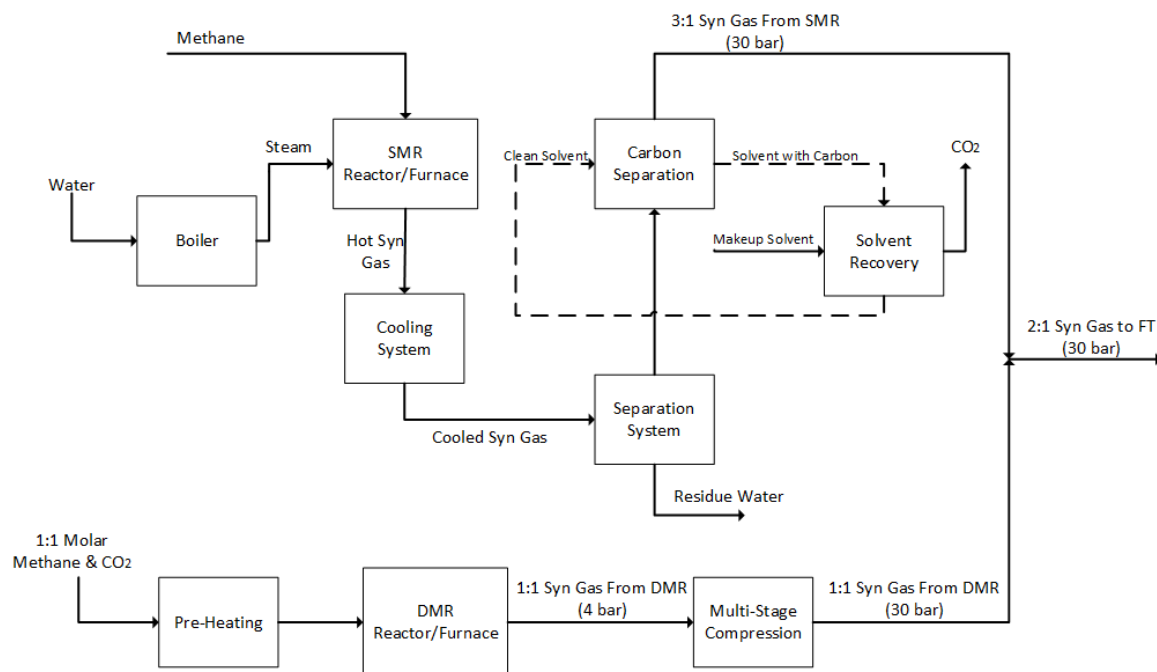 Methane
3:1 Syn Gas From SMR
(30 bar)
Steam
SMR
Reactor/Furnace
Clean Solvent
Carbon
Separation
Solvent with Carbon
CO2
Water
Boiler
Hot Syn
Gas
Makeup Solvent
Solvent
Recovery
Cooling
System
2:1 Syn Gas to FT
(30 bar)
Cooled Syn Gas
Separation
System
Residue Water
1:1 Molar
Methane & CO2
Pre-Heating
DMR
Reactor/Furnace
1:1 Syn Gas From DMR
(4 bar)
Multi-Stage
Compression
1:1 Syn Gas From DMR
(30 bar)